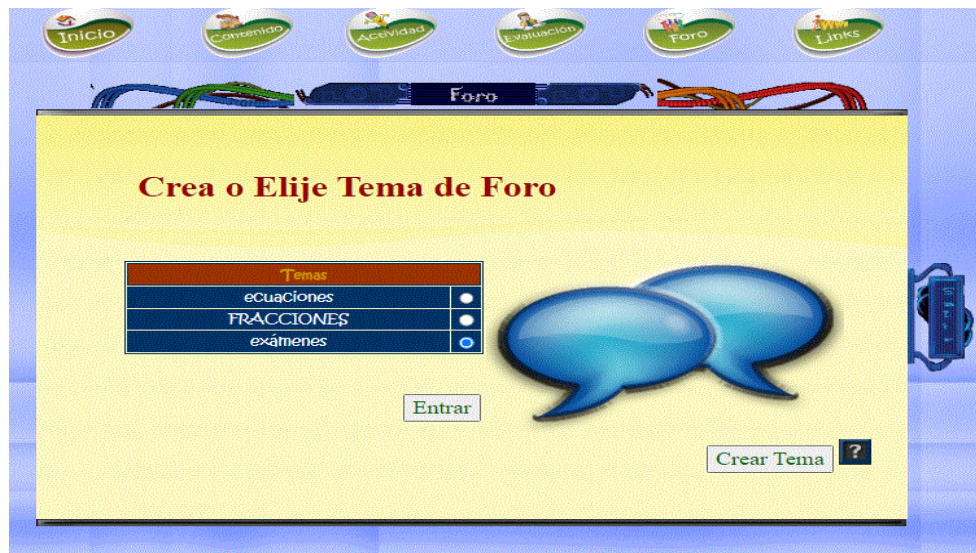 Inicio
Contenido
Actividad
Evaluación
Foro
Links
Foro
Crea o Elije Tema de Foro
Temas
eCuaCiones
FRACCIONES
exámenes
Entrar
Crear Tema
?